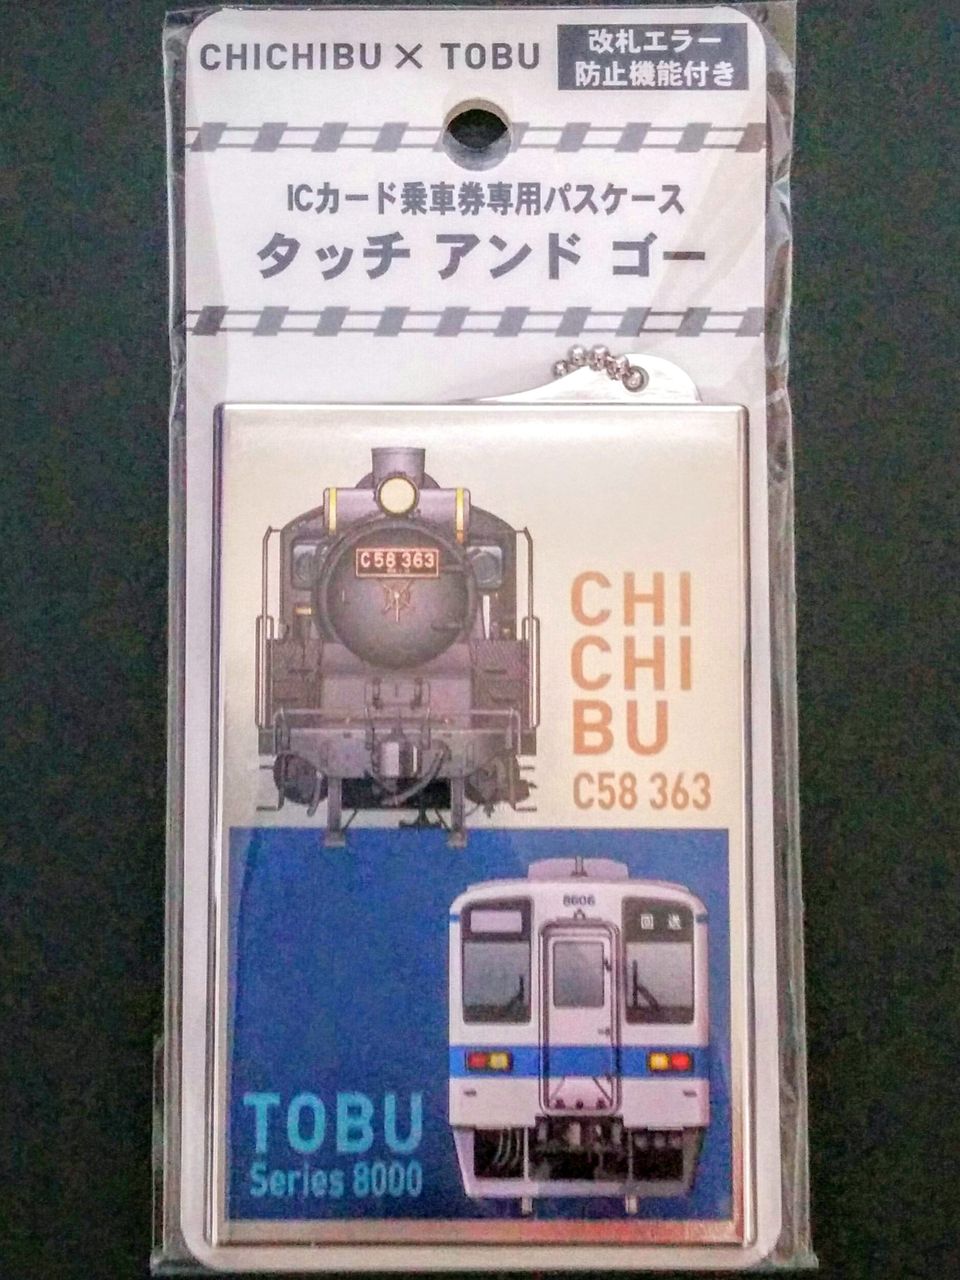 CHICHIBU × TOBU
改札エラー
防止機能付き
ICカード乗車券専用パスケース
タッチ アンド ゴー
C58 363
CHI
CHI
BU
C58 363
8606
回送
TOBU
Series 8000